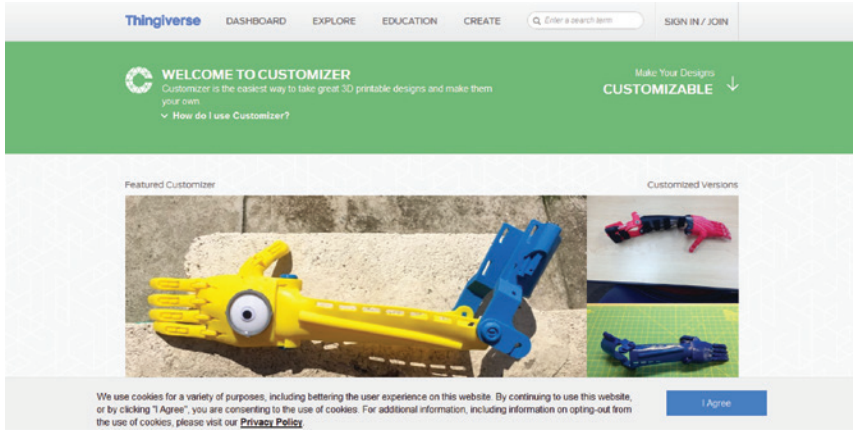 Thingiverse DASHBOARD EXPLORE EDUCATION CREATE Enter a search term SIGN IN / JOIN
WELCOME TO CUSTOMIZER
Customizer is the easiest way to take great 3D printable designs and make them
your own
How do I use Customizer?
Make Your Designs
CUSTOMIZABLE
Featured Customizer
Customized Versions
We use cookies for a variety of purposes, including bettering the user experience on this website. By continuing to use this website,
or by clicking "I Agree", you are consenting to the use of cookies. For additional information, including information on opting-out from
the use of cookies, please visit our Privacy Policy.
I Agree